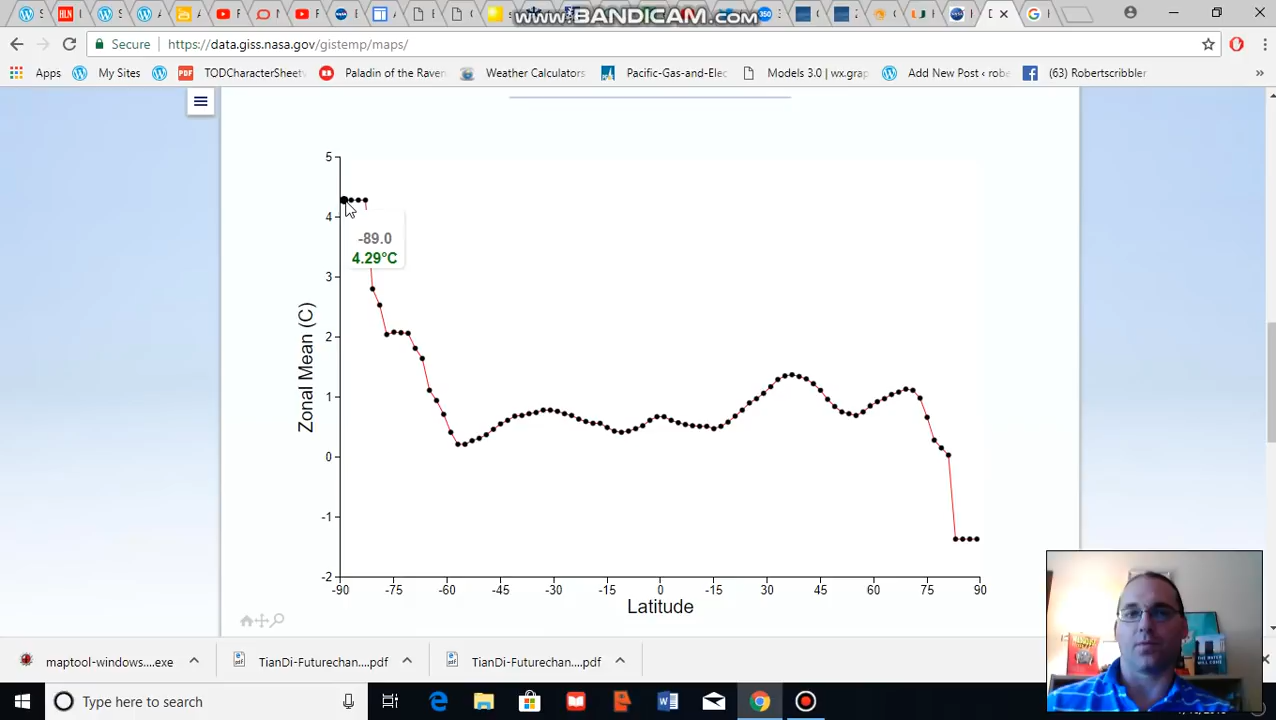 www.BANDICAM.com
Secure https://data.giss.nasa.gov/gistemp/maps/
Apps My Sites TODCharacterSheet Paladin of the Raven Weather Calculators Pacific-Gas-and-Elec Models 3.0 | wx.grap Add New Post ‹ robe (63) Robertscribbler
5
4
3
2
1
0
-1
-2
-89.0
4.29°C
Zonal Mean (C)
-90 -75 -60 -45 -30 -15 0 -15 30 45 60 75 90
Latitude
maptool-windows....exe TianDi-Futurechan....pdf TianDi-Futurechan....pdf
Type here to search